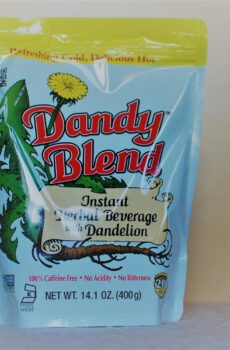 Refreshing Cold, Delicious Hot
Dandy
Blend
Instant
Herbal Beverage
with Dandelion
100% Caffeine Free • No Acidity • No Bitterness
NET WT. 14.1 OZ. (400g)